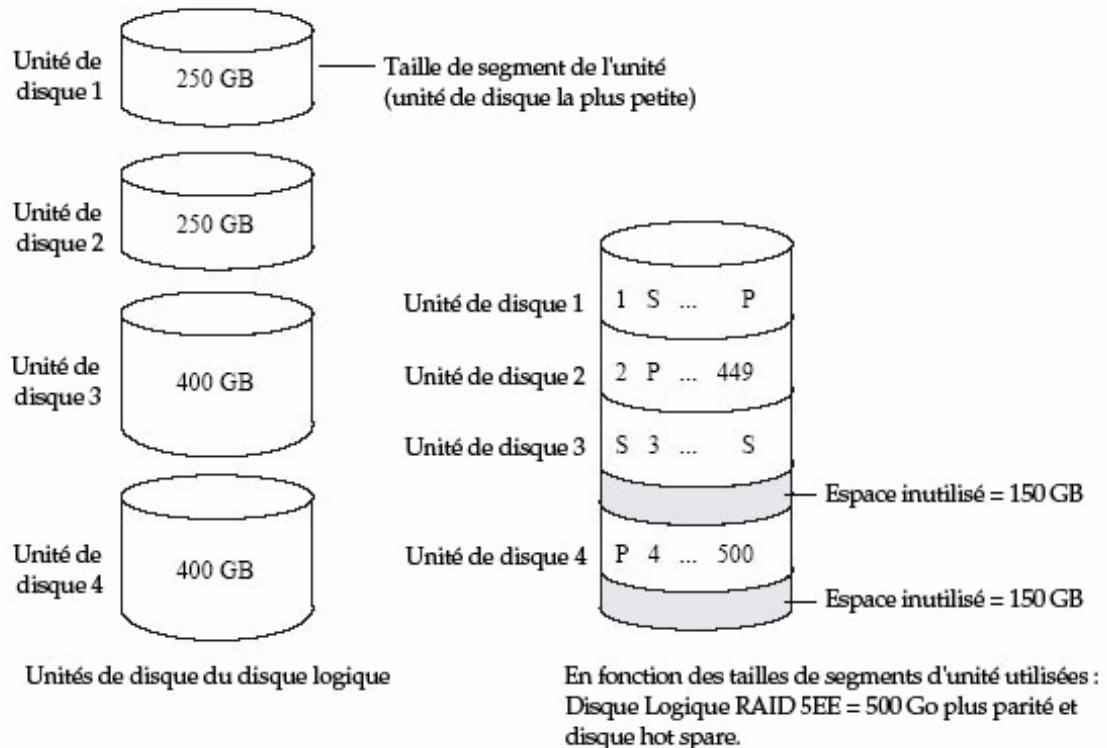 Unité de
disque 1
250 GB
Taille de segment de l'unité
(unité de disque la plus petite)
Unité de
disque 2
250 GB
Unité de
disque 3
400 GB
Unité de
disque 4
400 GB
Unités de disque du disque logique
Unité de disque 1
1 S ... P
Unité de disque 2
2 P ... 449
Unité de disque 3
S 3 ... S
Espace inutilisé = 150 GB
Unité de disque 4
P 4 ... 500
Espace inutilisé = 150 GB
En fonction des tailles de segments d'unité utilisées :
Disque Logique RAID 5EE = 500 Go plus parité et
disque hot spare.